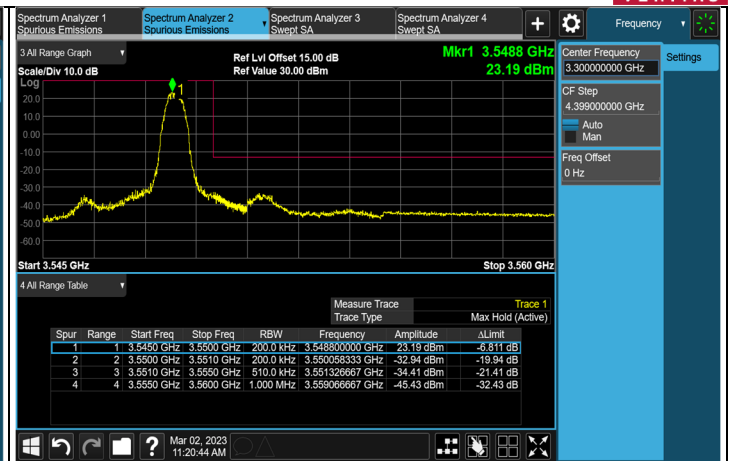 Spectrum Analyzer 1
Spurious Emissions
Spectrum Analyzer 2
Spurious Emissions
Spectrum Analyzer 3
Swept SA
Spectrum Analyzer 4
Swept SA
+
Frequency
Settings
3 All Range Graph
Ref Lvl Offset 15.00 dB
Mkr1 3.5488 GHz
Scale/Div 10.0 dB
Ref Value 30.00 dBm
23.19 dBm
Log
1
20.0
10.0
0.00
-10.0
-20.0
-30.0
-40.0
-50.0
-60.0
Start 3.545 GHz
Stop 3.560 GHz
Center Frequency
3.300000000 GHz
CF Step
4.399000000 GHz
Auto
Man
Freq Offset
0 Hz
4 All Range Table
Measure Trace Trace 1
Trace Type Max Hold (Active)
Spur Range Start Freq Stop Freq RBW Frequency Amplitude ΔLimit
1 1 3.5450 GHz 3.5500 GHz 200.0 kHz 3.548800000 GHz 23.19 dBm -6.811 dB
2 2 3.5500 GHz 3.5510 GHz 200.0 kHz 3.550058333 GHz -32.94 dBm -19.94 dB
3 3 3.5510 GHz 3.5550 GHz 510.0 kHz 3.551326667 GHz -34.41 dBm -21.41 dB
4 4 3.5550 GHz 3.5600 GHz 1.000 MHz 3.559066667 GHz -45.43 dBm -32.43 dB
?
Mar 02, 2023
11:20:44 AM